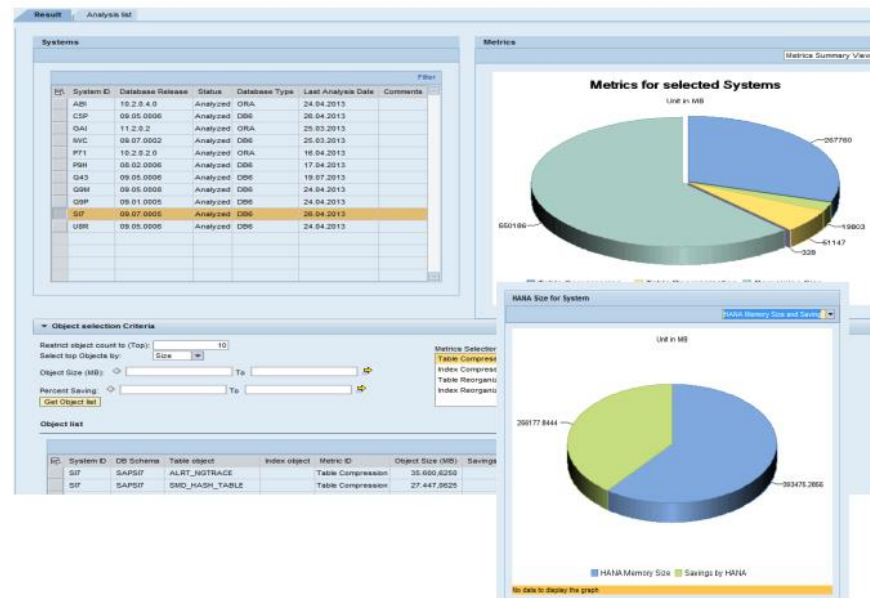 Result Analysis list
Systems
Filter
System ID Database Release Status Database Type Last Analysis Date Comments
ABI 10.2.0.4.0 Analyzed ORA 24.04.2013
CSP 09.05.0006 Analyzed DB6 26.04.2013
GAI 11.2.0.2 Analyzed ORA 25.03.2013
IWC 09.07.0002 Analyzed DB6 25.03.2013
P71 10.2.0.2.0 Analyzed ORA 16.04.2013
P9H 08.02.0006 Analyzed DB6 17.04.2013
Q43 09.05.0006 Analyzed DB6 19.07.2013
Q9M 09.05.0008 Analyzed DB6 24.04.2013
Q9P 09.01.0005 Analyzed DB6 24.04.2013
SI7 09.07.0005 Analyzed DB6 26.04.2013
U8R 09.05.0006 Analyzed DB6 24.04.2013
Metrics
Metrics Summary View
Metrics for selected Systems
Unit in MB
267760
19803
51147
328
650186
Object selection Criteria
Restrict object count to (Top): 10
Select top Objects by: Size
Object Size (MB): To
Percent Saving: To
Get Object list
Metrics Selection
Table Compress
Index Compress
Table Reorganiz
Index Reorganiz
Object list
System ID DB Schema Table object Index object Metric ID Object Size (MB) Savings
SI7 SAPSI7 ALRT_NGTRACE Table Compression 35.600,6250
SI7 SAPSI7 SMD_HASH_TABLE Table Compression 27.447,0625
HANA Size for System
HANA Memory Size and Saving
Unit in MB
266177.8444
393476.2856
HANA Memory Size Savings by HANA
No data to display the graph